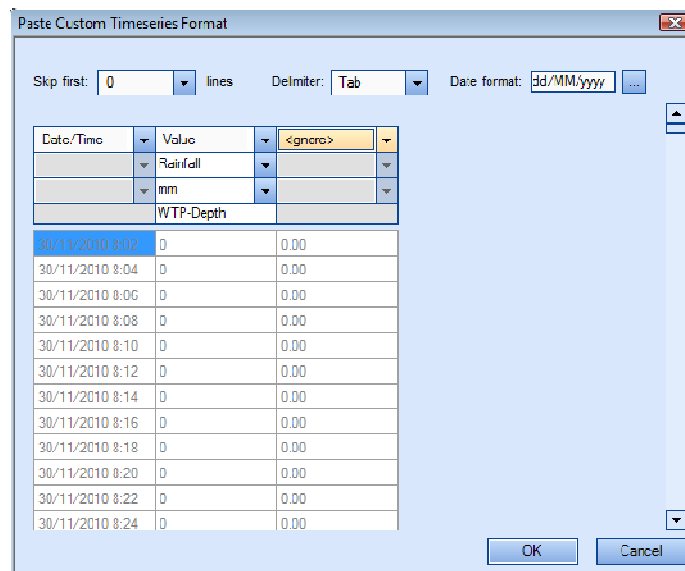 Paste Custom Timeseries Format
Skip first: 0 lines Delimiter: Tab Date format: dd/MM/yyyy ...
Date/Time Value <gnore>
Rainfall
mm
WTP-Depth
30/11/2010 8:02 0 0.00
30/11/2010 8:04 0 0.00
30/11/2010 8:06 0 0.00
30/11/2010 8:08 0 0.00
30/11/2010 8:10 0 0.00
30/11/2010 8:12 0 0.00
30/11/2010 8:14 0 0.00
30/11/2010 8:16 0 0.00
30/11/2010 8:18 0 0.00
30/11/2010 8:20 0 0.00
30/11/2010 8:22 0 0.00
30/11/2010 8:24 0 0.00
OK Cancel